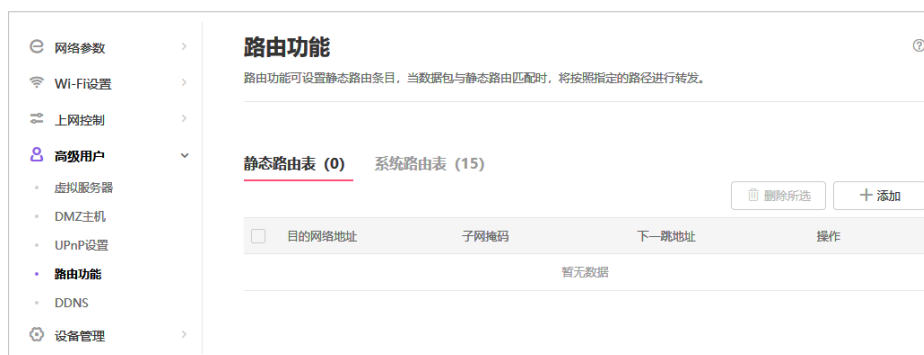 网络参数
Wi-Fi设置
上网控制
高级用户
虚拟服务器
DMZ主机
UPnP设置
路由功能
DDNS
设备管理
路由功能
路由功能可设置静态路由条目，当数据包与静态路由匹配时，将按照指定的路径进行转发。
静态路由表（0） 系统路由表（15）
删除所选 添加
目的网络地址 子网掩码 下一跳地址 操作
暂无数据